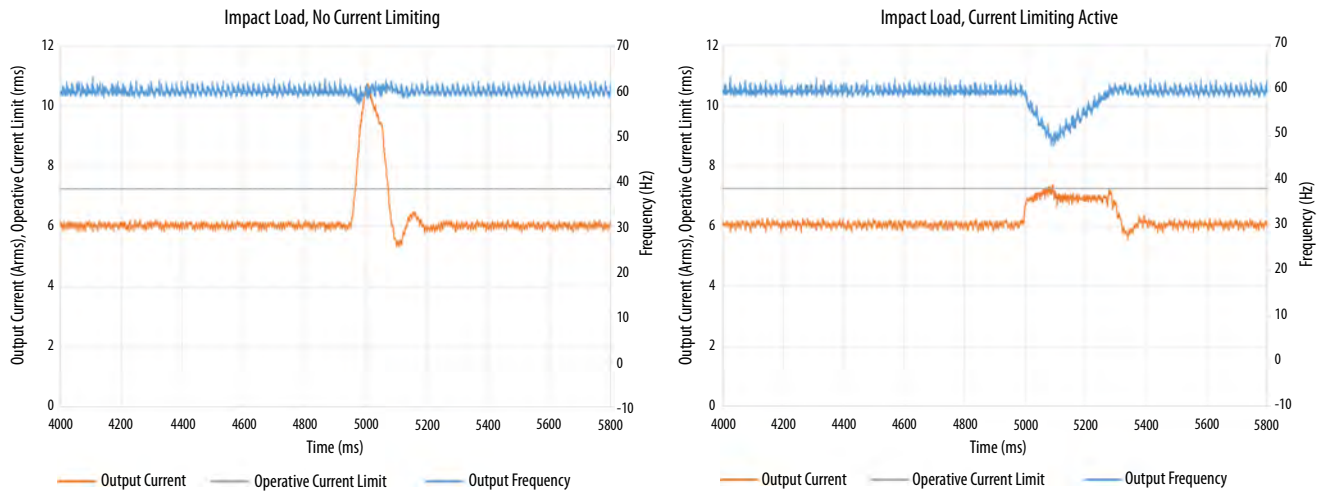 Impact Load, No Current Limiting
Output Current (Arms), Operative Current Limit (rms)
12
10
8
6
4
2
0
70
60
50
40
30
20
10
0
-10
Frequency (Hz)
4000 4200 4400 4600 4800 5000 5200 5400 5600 5800
Time (ms)
Output Current Operative Current Limit Output Frequency
Impact Load, Current Limiting Active
Output Current (Arms), Operative Current Limit (rms)
12
10
8
6
4
2
0
70
60
50
40
30
20
10
0
-10
Frequency (Hz)
4000 4200 4400 4600 4800 5000 5200 5400 5600 5800
Time (ms)
Output Current Operative Current Limit Output Frequency